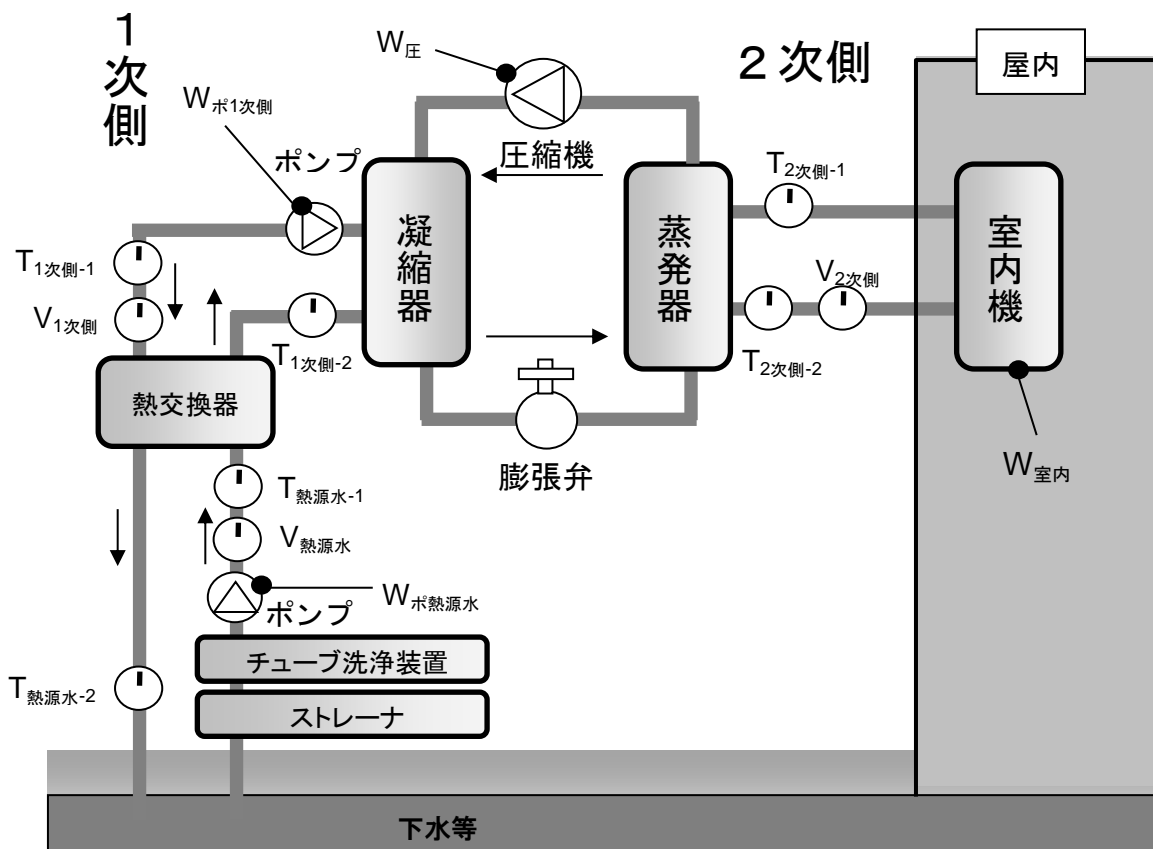 1次側
W圧
2次側
屋内
Wポ1次側
ポンプ
圧縮機
T2次側-1
凝縮器
蒸発器
室内機
T1次側-1
V2次側
V1次側
T1次側-2
T2次側-2
熱交換器
W室内
膨張弁
T熱源水-1
V熱源水
Wポ熱源水
ポンプ
チューブ洗浄装置
T熱源水-2
ストレーナ
下水等